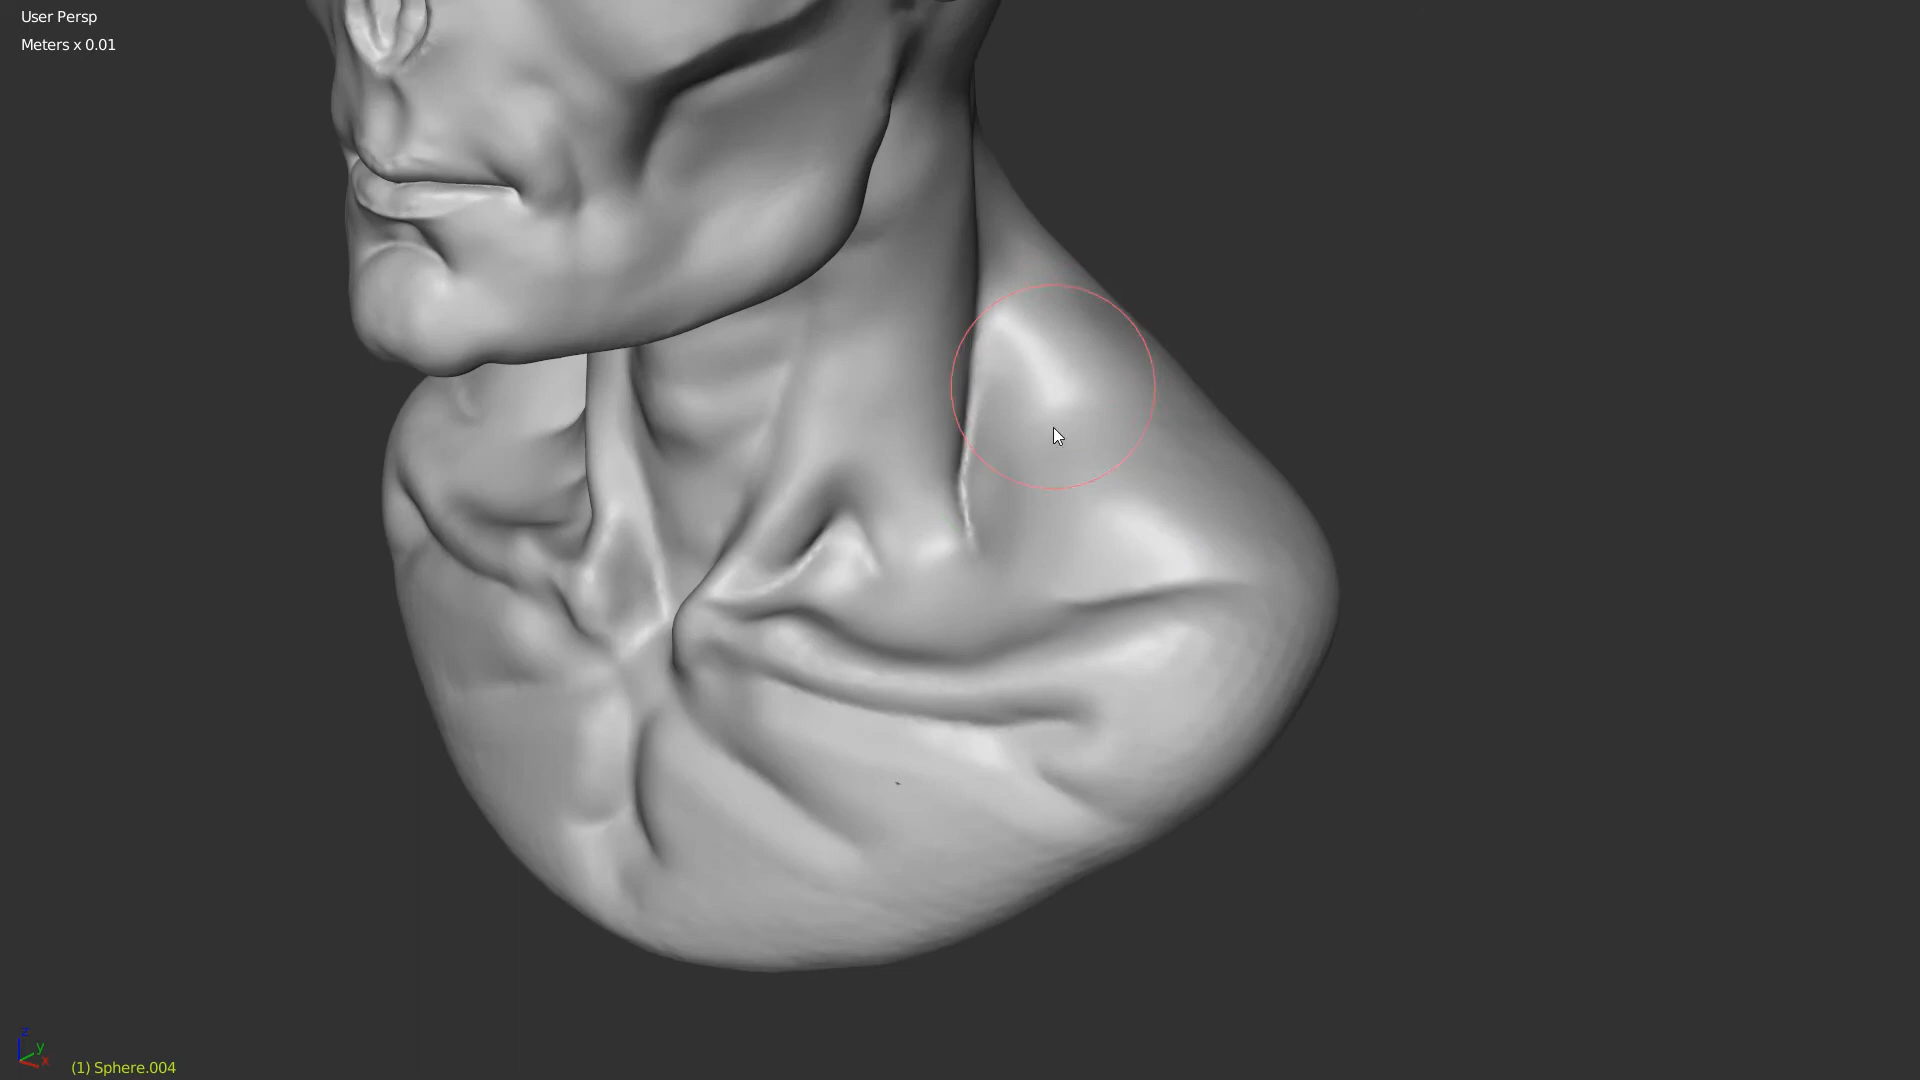 User Persp
Meters x 0.01
z
y
x
(1) Sphere.004